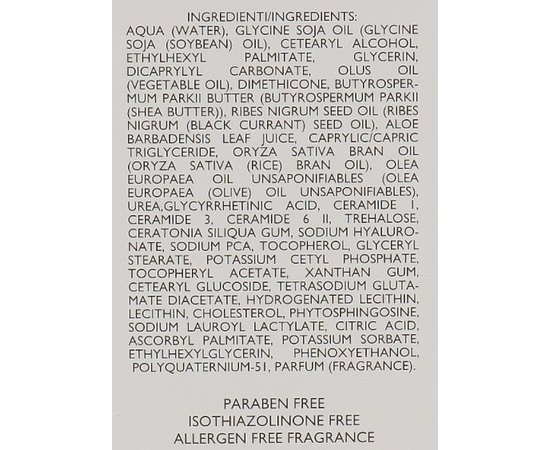 INGREDIENTI/INGREDIENTS:
AQUA (WATER), GLYCINE SOJA OIL (GLYCINE
SOJA (SOYBEAN) OIL), CETEARYL ALCOHOL,
ETHYLHEXYL PALMITATE, GLYCERIN,
DICAPRYLYL CARBONATE, OLUS OIL
(VEGETABLE OIL), DIMETHICONE, BUTYROSPER-
MUM PARKII BUTTER (BUTYROSPERMUM PARKII
(SHEA BUTTER)), RIBES NIGRUM SEED OIL (RIBES
NIGRUM (BLACK CURRANT) SEED OIL), ALOE
BARBADENSIS LEAF JUICE, CAPRYLIC/CAPRIC
TRIGLYCERIDE, ORYZA SATIVA BRAN OIL
(ORYZA SATIVA (RICE) BRAN OIL), OLEA
EUROPAEA OIL UNSAPONIFIABLES (OLEA
EUROPAEA (OLIVE) OIL UNSAPONIFIABLES),
UREA,GLYCYRRHETINIC ACID, CERAMIDE 1,
CERAMIDE 3, CERAMIDE 6 II, TREHALOSE,
CERATONIA SILIQUA GUM, SODIUM HYALURO-
NATE, SODIUM PCA, TOCOPHEROL, GLYCERYL
STEARATE, POTASSIUM CETYL PHOSPHATE,
TOCOPHERYL ACETATE, XANTHAN GUM,
CETEARYL GLUCOSIDE, TETRASODIUM GLUTA-
MATE DIACETATE, HYDROGENATED LECITHIN,
LECITHIN, CHOLESTEROL, PHYTOSPHINGOSINE,
SODIUM LAUROYL LACTYLATE, CITRIC ACID,
ASCORBYL PALMITATE, POTASSIUM SORBATE,
ETHYLHEXYLGLYCERIN, PHENOXYETHANOL,
POLYQUATERNIUM-51, PARFUM (FRAGRANCE).
PARABEN FREE
ISOTHIAZOLINONE FREE
ALLERGEN FREE FRAGRANCE